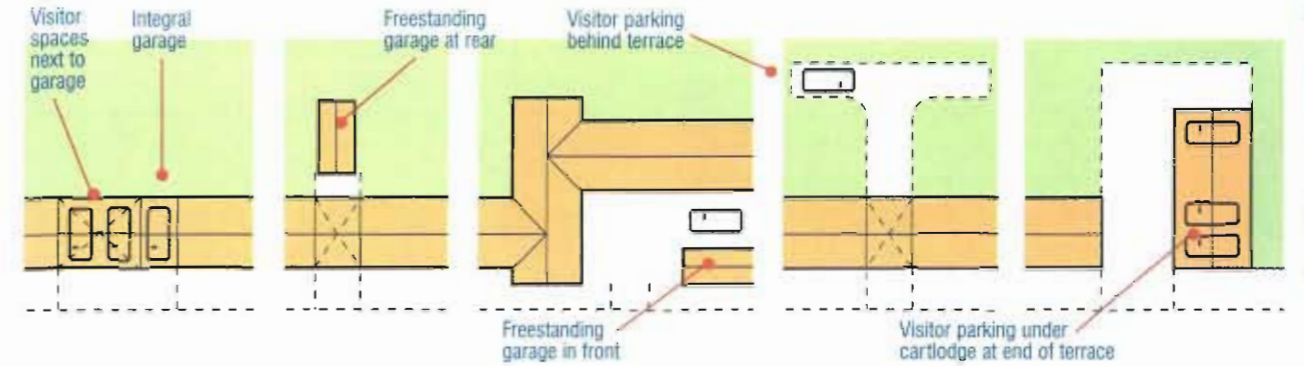 Visitor
spaces
next to
garage
Integral
garage
Freestanding
garage at rear
Visitor parking
behind terrace
Freestanding
garage in front
Visitor parking under
cartlodge at end of terrace